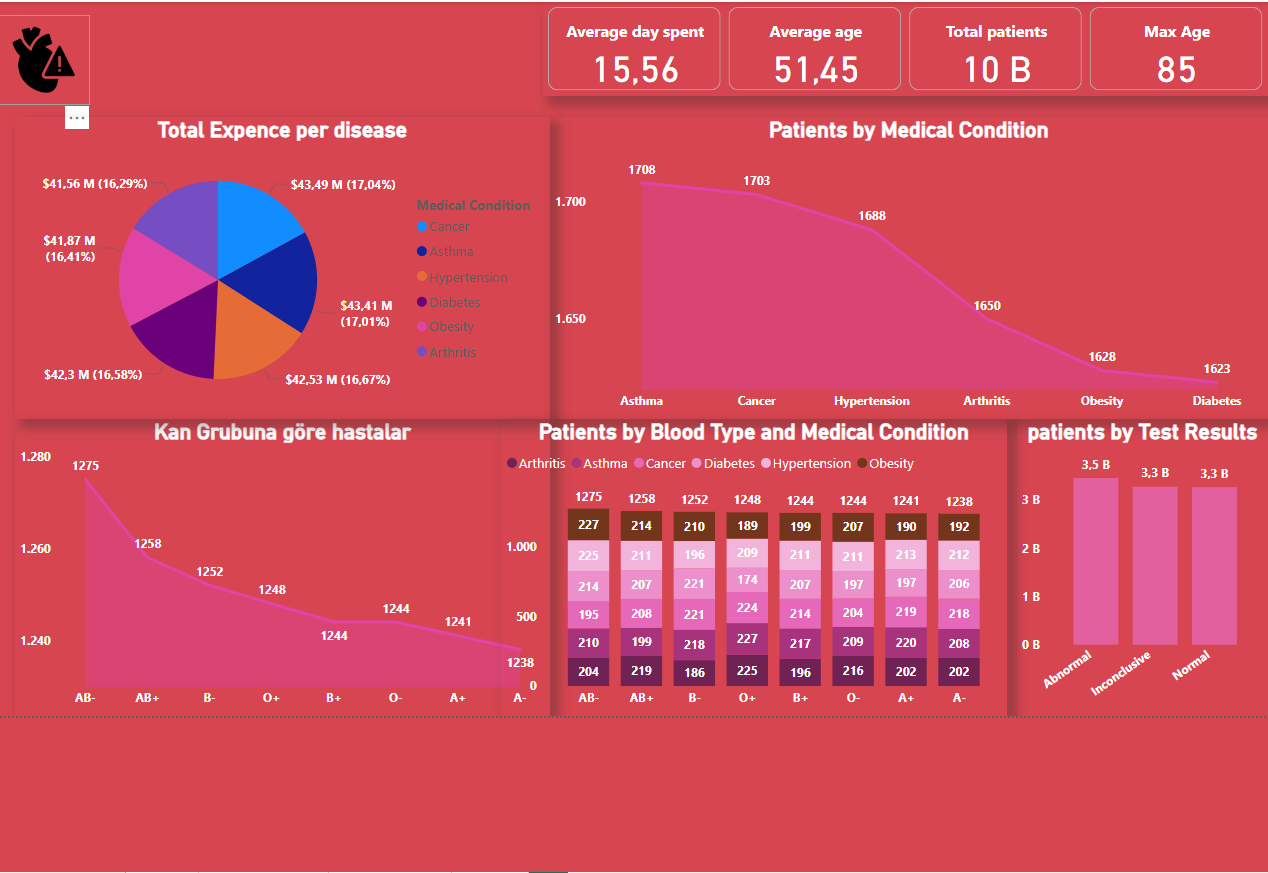 Average day spent
15,56
Average age
51,45
Total patients
10 B
Max Age
85
Total Expence per disease
$41,56 M (16,29%)
$43,49 M (17,04%)
$41,87 M
(16,41%)
$43,41 M
(17,01%)
$42,3 M (16,58%)
$42,53 M (16,67%)
Medical Condition
Cancer
Asthma
Hypertension
Diabetes
Obesity
Arthritis
Patients by Medical Condition
1.700
1.650
1708
1703
1688
1650
1628
1623
Asthma
Cancer
Hypertension
Arthritis
Obesity
Diabetes
Kan Grubuna göre hastalar
1.280
1.260
1.240
1275
1258
1252
1248
1244
1244
1241
1238
AB-
AB+
B-
O+
B+
O-
A+
A-
Patients by Blood Type and Medical Condition
Arthritis Asthma Cancer Diabetes Hypertension Obesity
1.000
500
0
1275 1258 1252 1248 1244 1244 1241 1238
227 214 210 189 199 207 190 192
225 211 196 209 211 211 213 212
214 207 221 174 207 197 197 206
195 208 221 224 214 204 219 218
210 199 218 227 217 209 220 208
204 219 186 225 196 216 202 202
AB- AB+ B- O+ B+ O- A+ A-
patients by Test Results
3 B
2 B
1 B
0 B
3,5 B
3,3 B
3,3 B
Abnormal
Inconclusive
Normal